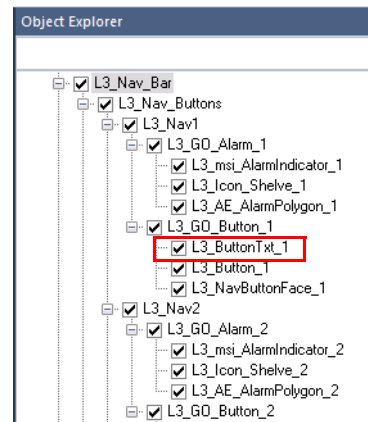 Object Explorer
L3_Nav_Bar
L3_Nav_Buttons
L3_Nav1
L3_GO_Alarm_1
L3_msi_AlarmIndicator_1
L3_Icon_Shelve_1
L3_AE_AlarmPolygon_1
L3_GO_Button_1
L3_ButtonTxt_1
L3_Button_1
L3_NavButtonFace_1
L3_Nav2
L3_GO_Alarm_2
L3_msi_AlarmIndicator_2
L3_Icon_Shelve_2
L3_AE_AlarmPolygon_2
L3_GO_Button_2